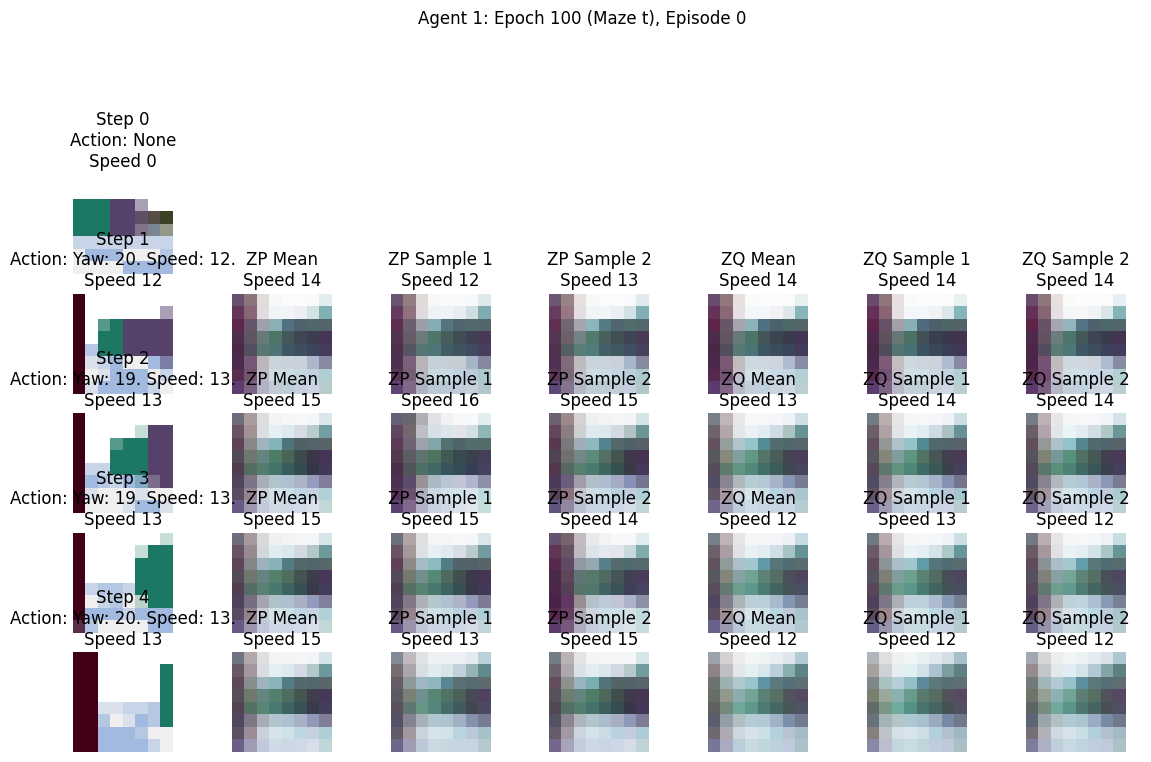 Agent 1: Epoch 100 (Maze t), Episode 0
Step 0
Action: None
Speed 0
Step 1
Action: Yaw: 20. Speed: 12.
Speed 12
ZP Mean
Speed 14
ZP Sample 1
Speed 12
ZP Sample 2
Speed 13
ZQ Mean
Speed 14
ZQ Sample 1
Speed 14
ZQ Sample 2
Speed 14
Step 2
Action: Yaw: 19. Speed: 13.
Speed 13
ZP Mean
Speed 15
ZP Sample 1
Speed 16
ZP Sample 2
Speed 15
ZQ Mean
Speed 13
ZQ Sample 1
Speed 14
ZQ Sample 2
Speed 14
Step 3
Action: Yaw: 19. Speed: 13.
Speed 13
ZP Mean
Speed 15
ZP Sample 1
Speed 15
ZP Sample 2
Speed 14
ZQ Mean
Speed 12
ZQ Sample 1
Speed 13
ZQ Sample 2
Speed 12
Step 4
Action: Yaw: 20. Speed: 13.
Speed 13
ZP Mean
Speed 15
ZP Sample 1
Speed 13
ZP Sample 2
Speed 15
ZQ Mean
Speed 12
ZQ Sample 1
Speed 12
ZQ Sample 2
Speed 12